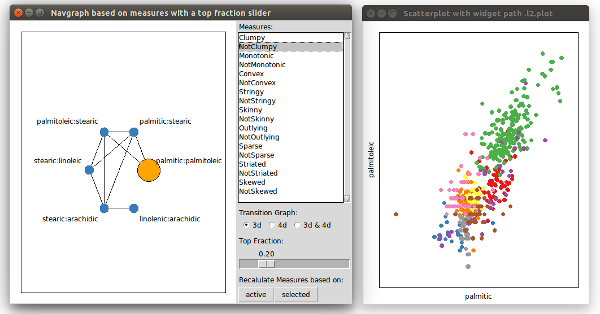 Navgraph based on measures with a top fraction slider
palmitoleic:stearic
palmitic:stearic
stearic:linoleic
palmitic:palmitoleic
stearic:arachidic
linolenic:arachidic
Measures:
Clumpy
NotClumpy
Monotonic
NotMonotonic
Convex
NotConvex
Stringy
NotStringy
Skinny
NotSkinny
Outlying
NotOutlying
Sparse
NotSparse
Striated
NotStriated
Skewed
NotSkewed
Transition Graph:
3d 4d 3d & 4d
Top Fraction:
0.20
Recalulate Measures based on:
active selected
Scatterplot with widget path .l2.plot
palmitoleic
palmitic